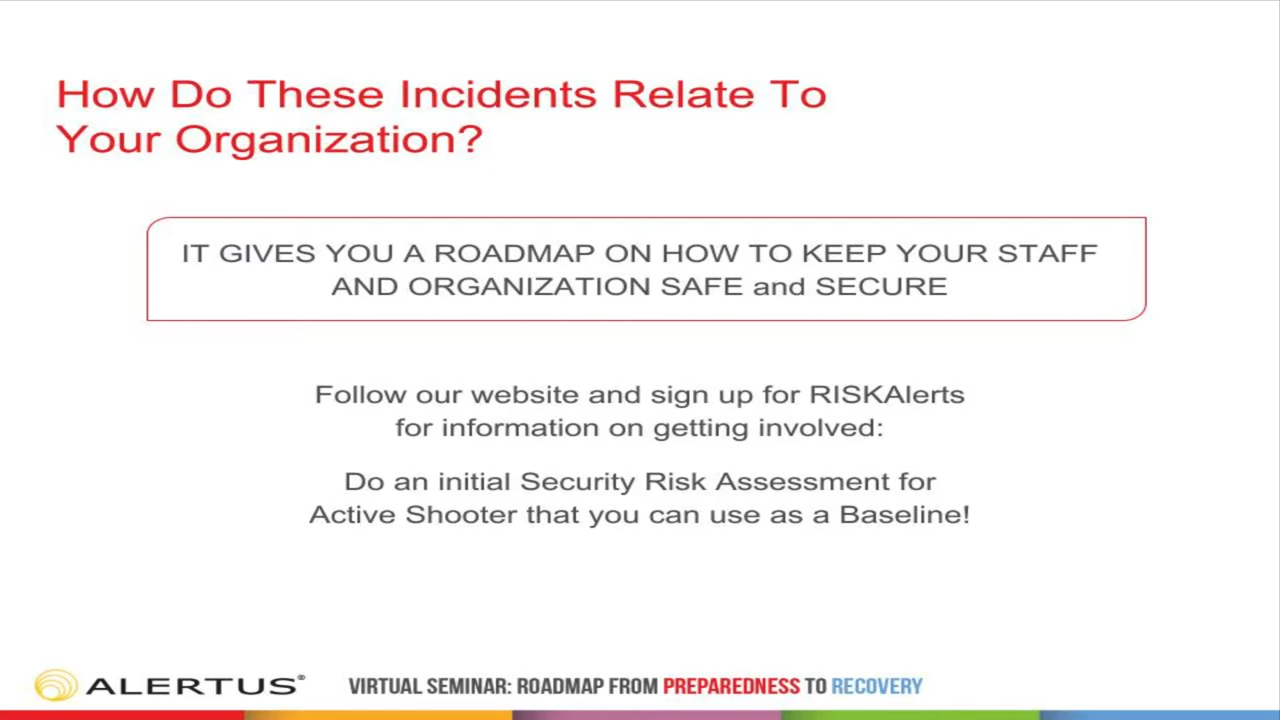 How Do These Incidents Relate To
Your Organization?
IT GIVES YOU A ROADMAP ON HOW TO KEEP YOUR STAFF
AND ORGANIZATION SAFE and SECURE
Follow our website and sign up for RISKAlerts
for information on getting involved:
Do an initial Security Risk Assessment for
Active Shooter that you can use as a Baseline!
ALERTUS®
VIRTUAL SEMINAR: ROADMAP FROM PREPAREDNESS TO RECOVERY